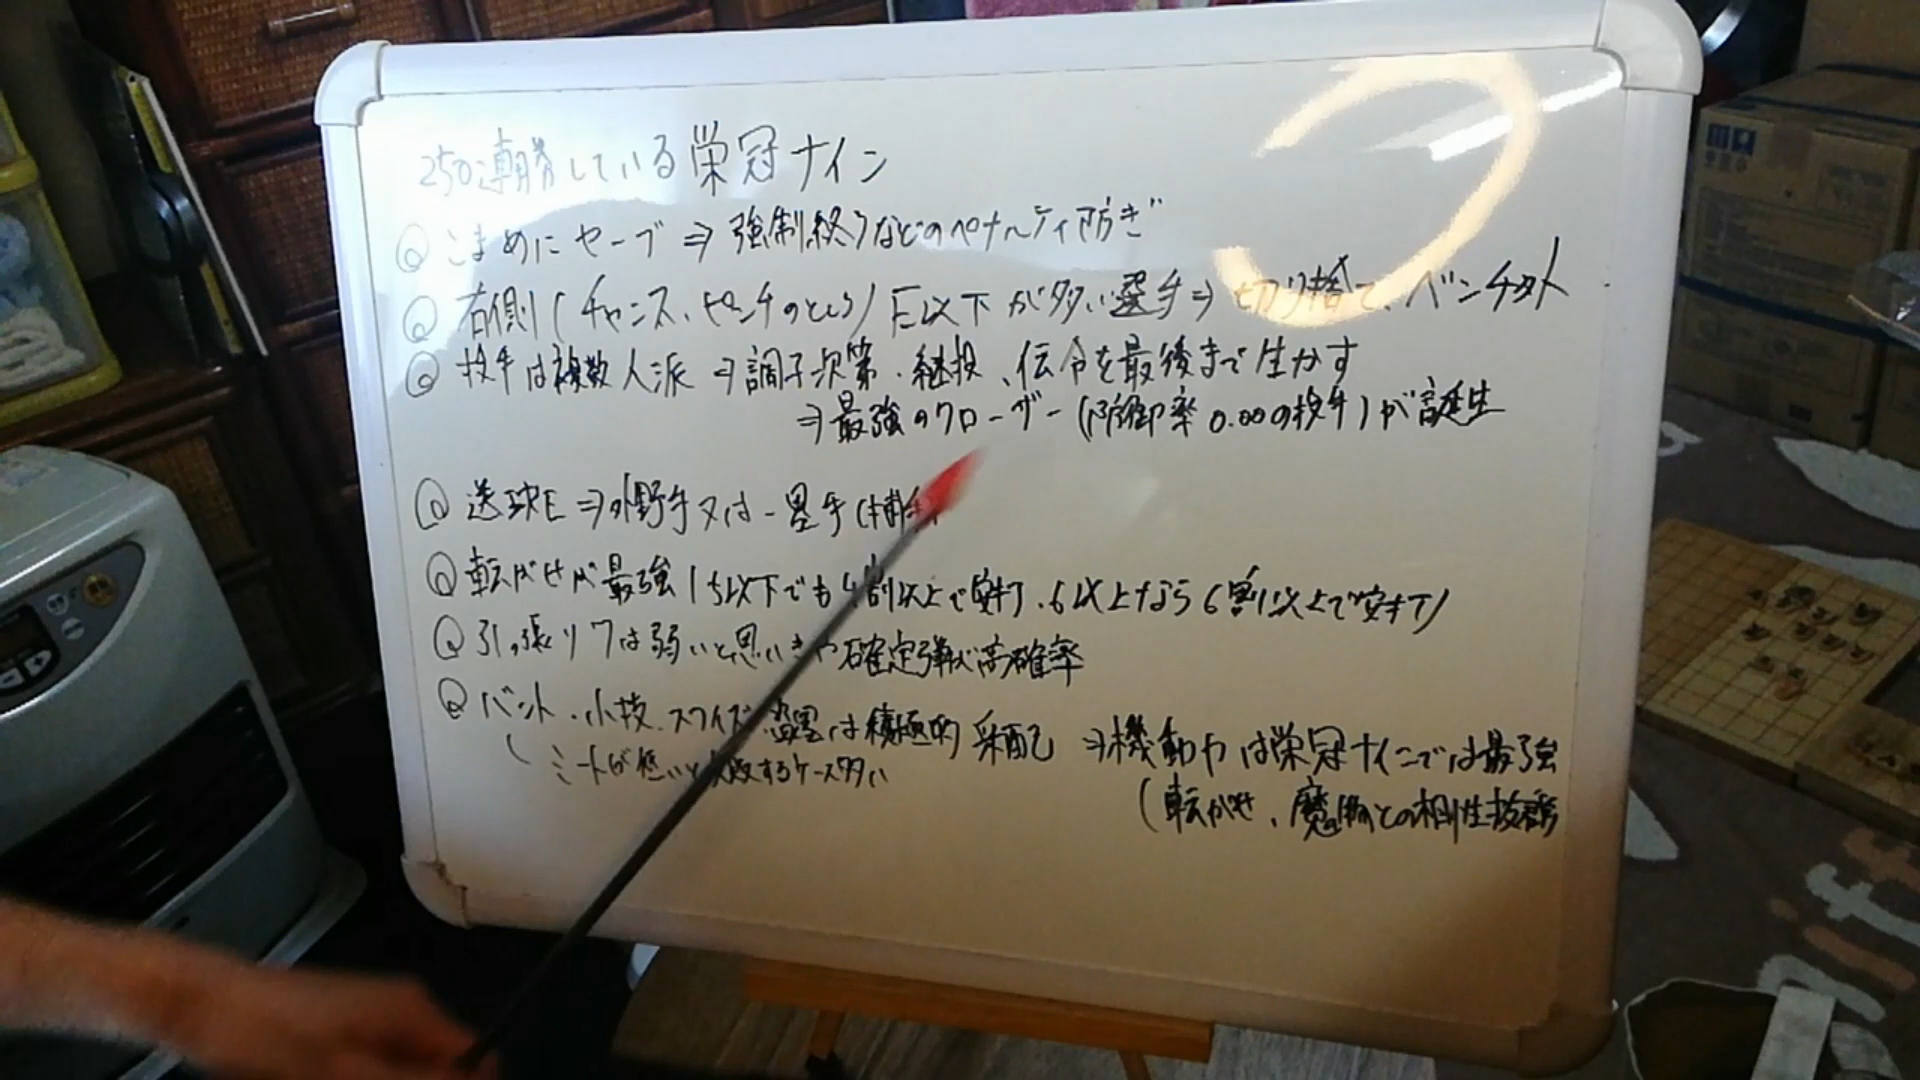 250連勝している栄冠ナイン
◎ こまめにセーブ ⇒ 強制終了などのペナルティ防ぎ
◎ 右側(チャンス、ピンチのところ) E以下が多い選手⇒切り捨て、ベンチ外
◎ 投手は複数人派 ⇒調子次第、継投、伝令を最後まで生かす
⇒最強のクローザー(防御率0.00の投手)が誕生
◎ 送球E ⇒外野手又は一塁手(捕手
◎ 転がせが最強(5以下でも4割以上で安打、6以上なら6割以上で安打)
◎ 引っ張りは弱いと思いきや確定弾が高確率
◎ バント、小技、スクイズ、盗塁は積極的采配 ⇒機動力は栄冠ナインでは最強
(ミートが低いと失敗するケース多い
(転がせ、魔物との相性抜群